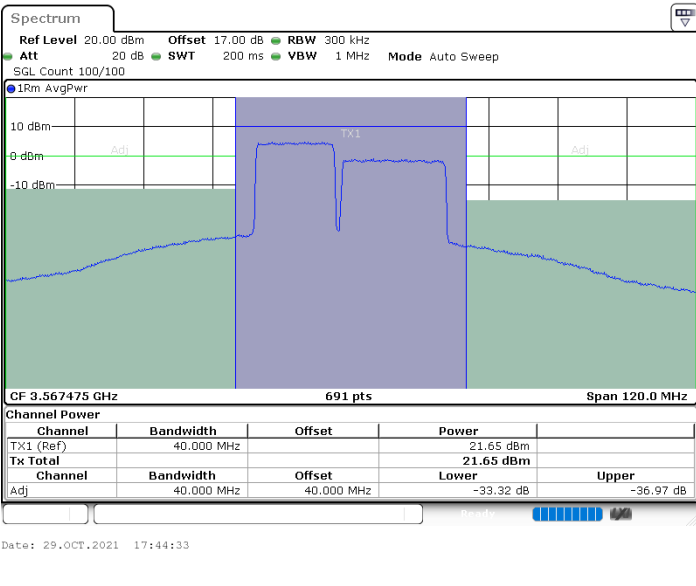 Spectrum
Ref Level 20.00 dBm Offset 17.00 dB RBW 300 kHz
Att 20 dB SWT 200 ms VBW 1 MHz Mode Auto Sweep
SGL Count 100/100
1Rm AvgPwr
10 dBm
TX1
Adj Adj
0 dBm
-10 dBm
CF 3.567475 GHz 691 pts Span 120.0 MHz
Channel Power
Channel Bandwidth Offset Power
TX1 (Ref) 40.000 MHz 21.65 dBm
Tx Total 21.65 dBm
Channel Bandwidth Offset Lower Upper
Adj 40.000 MHz 40.000 MHz -33.32 dB -36.97 dB
Ready
Date: 29.OCT.2021 17:44:33